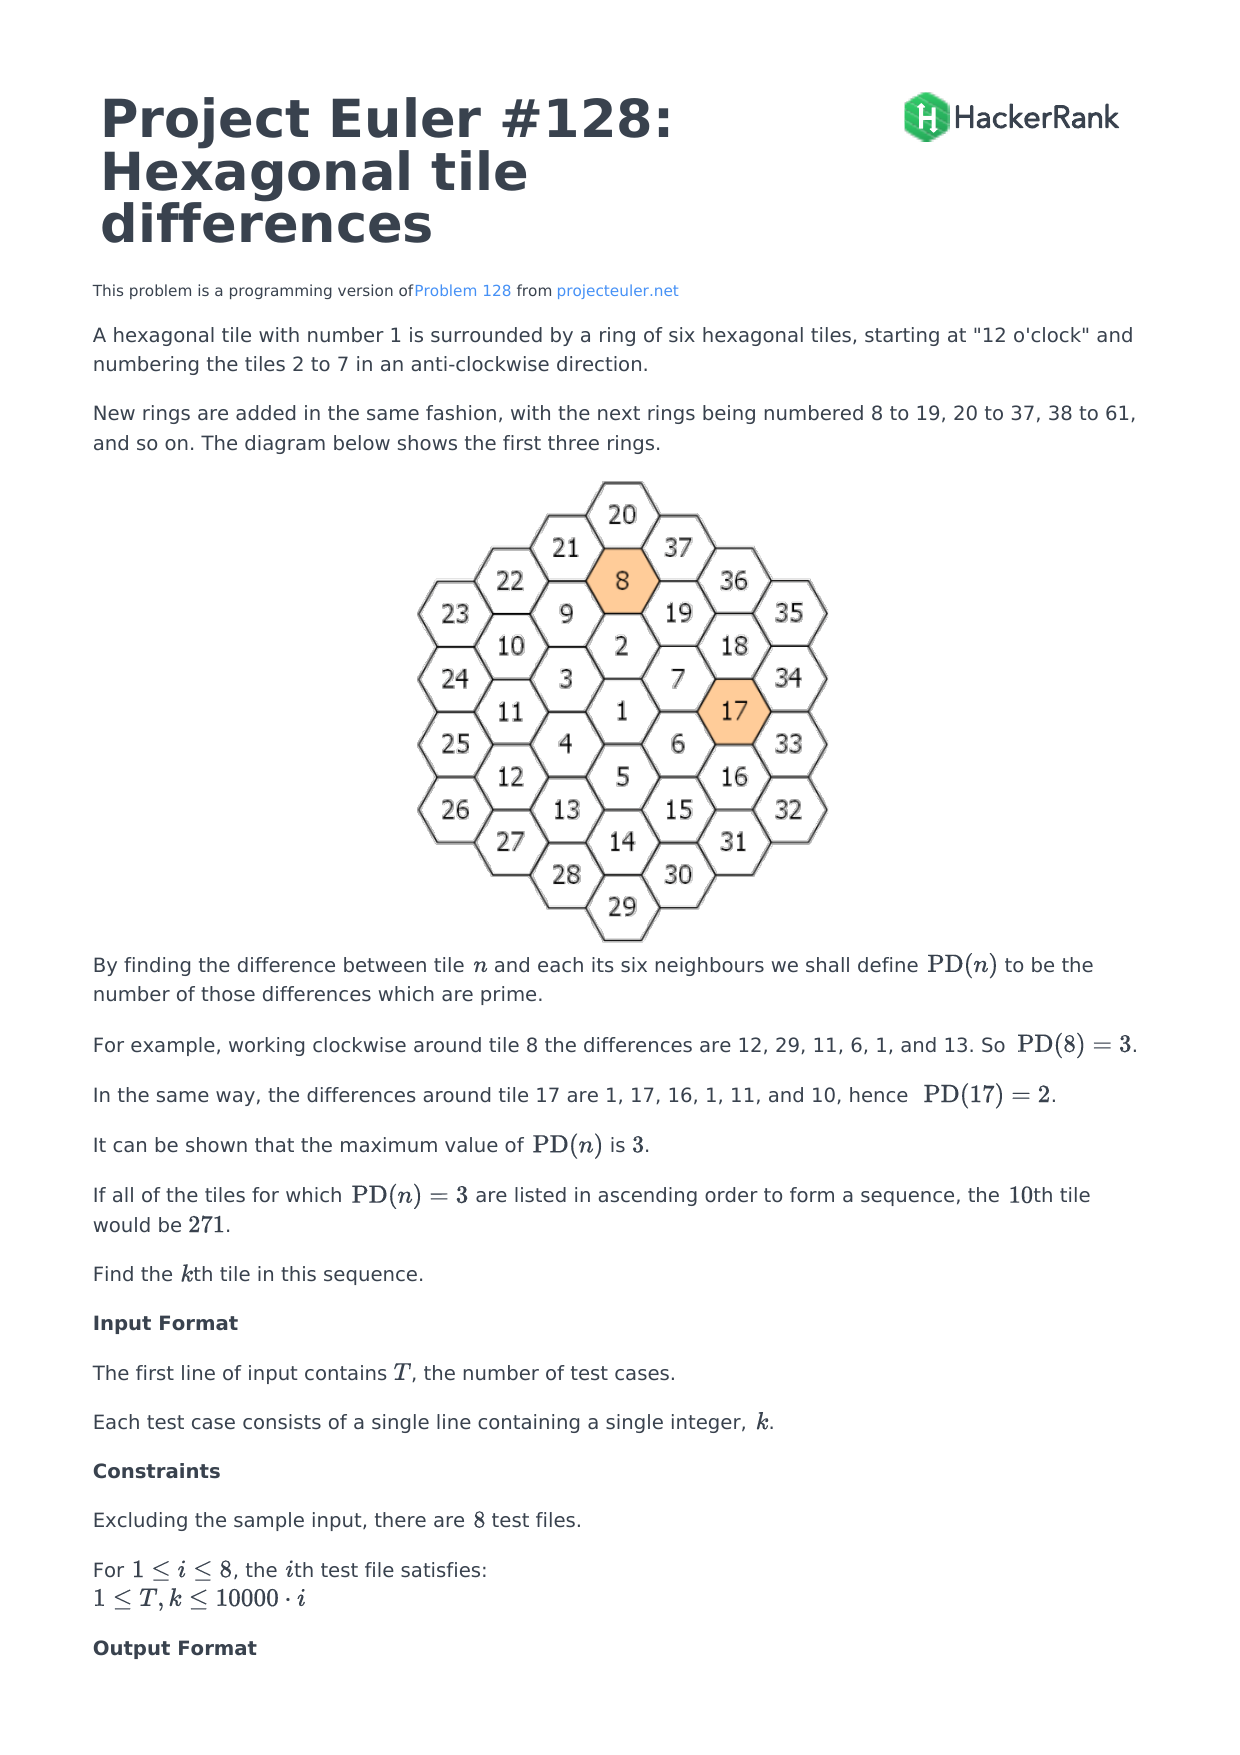 Project Euler #128:
Hexagonal tile
differences
HackerRank
This problem is a programming version ofProblem 128 from projecteuler.net
A hexagonal tile with number 1 is surrounded by a ring of six hexagonal tiles, starting at "12 o'clock" and
numbering the tiles 2 to 7 in an anti-clockwise direction.
New rings are added in the same fashion, with the next rings being numbered 8 to 19, 20 to 37, 38 to 61,
and so on. The diagram below shows the first three rings.
20
21 37
22 8 36
23 9 19 35
10 2 18
24 3 7 34
11 1 17
25 4 6 33
12 5 16
26 13 15 32
27 14 31
28 30
29
By finding the difference between tile n and each its six neighbours we shall define PD(n) to be the
number of those differences which are prime.
For example, working clockwise around tile 8 the differences are 12, 29, 11, 6, 1, and 13. So PD(8) = 3.
In the same way, the differences around tile 17 are 1, 17, 16, 1, 11, and 10, hence PD(17) = 2.
It can be shown that the maximum value of PD(n) is 3.
If all of the tiles for which PD(n) = 3 are listed in ascending order to form a sequence, the 10th tile
would be 271.
Find the kth tile in this sequence.
Input Format
The first line of input contains T, the number of test cases.
Each test case consists of a single line containing a single integer, k.
Constraints
Excluding the sample input, there are 8 test files.
For 1 ≤ i ≤ 8, the ith test file satisfies:
1 ≤ T, k ≤ 10000 · i
Output Format